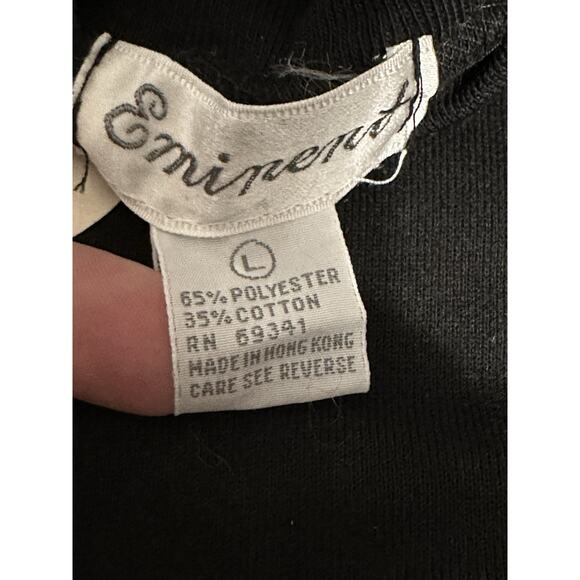 Eminent
L
65% POLYESTER
35% COTTON
RN 69341
MADE IN HONG KONG
CARE SEE REVERSE